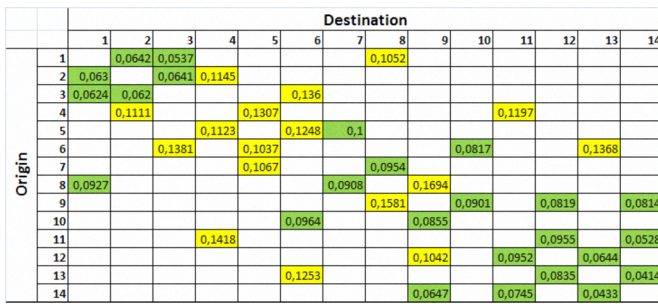 Destination
1 2 3 4 5 6 7 8 9 10 11 12 13 14
Origin
1 0,0642 0,0537 0,1052
2 0,063 0,0641 0,1145
3 0,0624 0,062 0,136
4 0,1111 0,1307 0,1197
5 0,1123 0,1248 0,1
6 0,1381 0,1037 0,0817 0,1368
7 0,1067 0,0954
8 0,0927 0,0908 0,1694
9 0,1581 0,0901 0,0819 0,0814
10 0,0964 0,0855
11 0,1418 0,0955 0,0528
12 0,1042 0,0952 0,0644
13 0,1253 0,0835 0,0414
14 0,0647 0,0745 0,0433